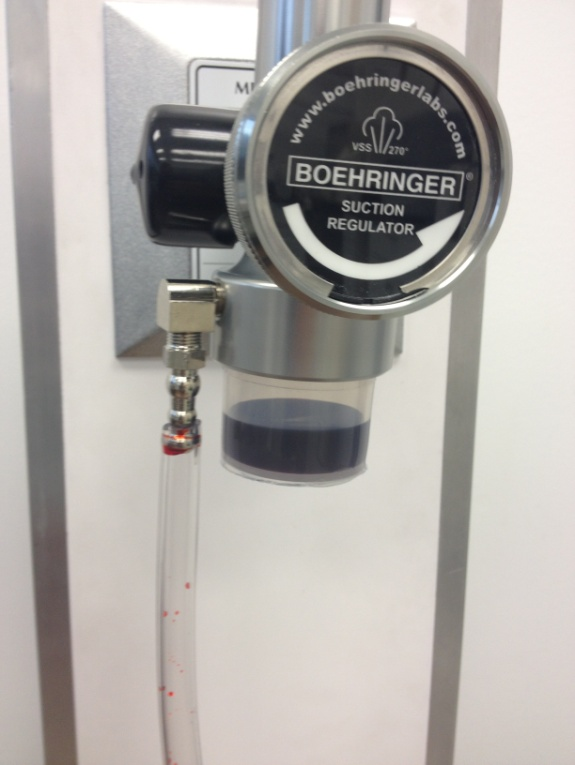 www.boehringerlabs.com
VSS 270°
BOEHRINGER®
SUCTION
REGULATOR